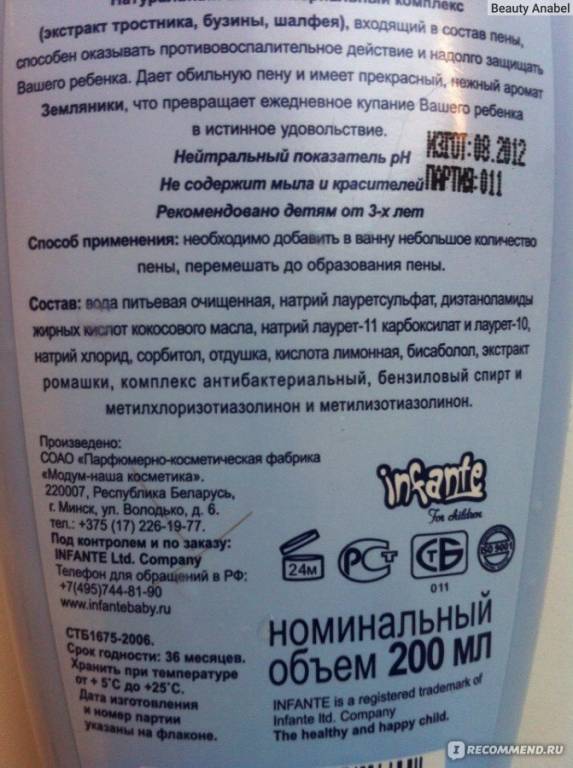 Beauty Anabel
комплекс
(экстракт тростника, бузины, шалфея), входящий в состав пены,
способен оказывать противовоспалительное действие и надолго защищать
Вашего ребенка. Дает обильную пену и имеет прекрасный, нежный аромат
Земляники, что превращает ежедневное купание Вашего ребенка
в истинное удовольствие.
Нейтральный показатель pH
ИЗГОТ:08.2012
Не содержит мыла и красителей
ПАРТИЯ:011
Рекомендовано детям от 3-х лет
Способ применения: необходимо добавить в ванну небольшое количество
пены, перемешать до образования пены.
Состав: вода питьевая очищенная, натрий лауретсульфат, диэтаноламиды
жирных кислот кокосового масла, натрий лаурет-11 карбоксилат и лаурет-10,
натрий хлорид, сорбитол, отдушка, кислота лимонная, бисаболол, экстракт
ромашки, комплекс антибактериальный, бензиловый спирт и
метилхлоризотиазолинон и метилизотиазолинон.
Произведено:
СОАО «Парфюмерно-косметическая фабрика
«Модум-наша косметика».
220007, Республика Беларусь,
г. Минск, ул. Володько, д. 6.
тел.: +375 (17) 226-19-77.
Под контролем и по заказу:
INFANTE Ltd. Company
Телефон для обращений в РФ:
+7(495)744-81-90
www.infantebaby.ru
infante
For children
24м
РСТ
СТБ
ISO 9001
011
СТБ1675-2006.
Срок годности: 36 месяцев.
Хранить при температуре
от + 5°С до +25°С.
Дата изготовления
и номер партии
указаны на флаконе.
номинальный
объем 200 мл
INFANTE is a registered trademark of
Infante ltd. Company
The healthy and happy child.
IRECOMMEND.RU